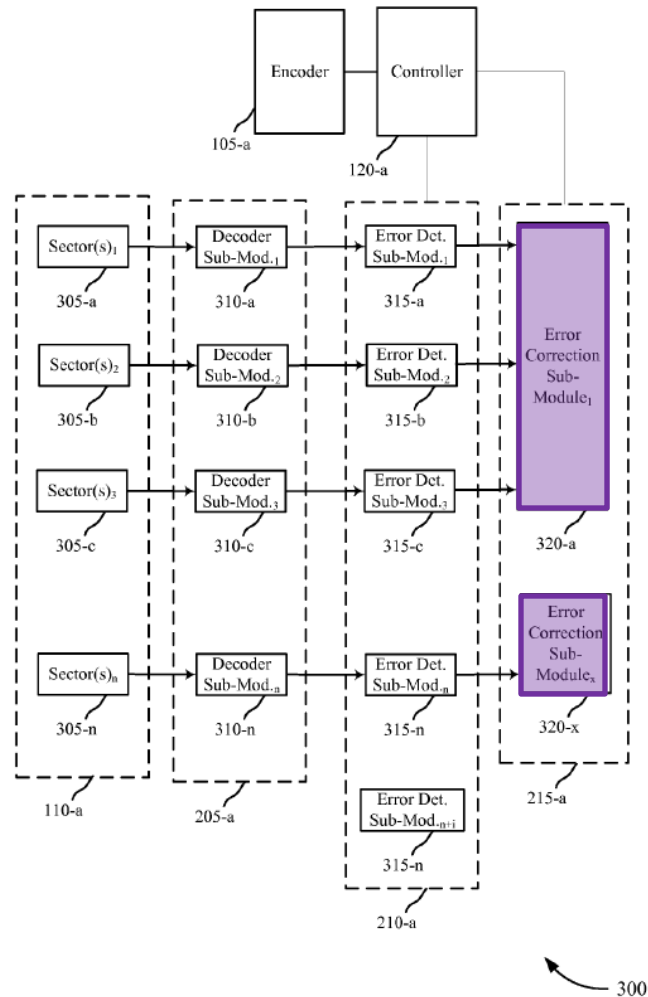 Encoder
Controller
105-a
120-a
Sector(s)₁
Decoder
Sub-Mod.₁
Error Det.
Sub-Mod.₁
305-a
310-a
315-a
Sector(s)₂
Decoder
Sub-Mod.₂
Error Det.
Sub-Mod.₂
305-b
310-b
315-b
Error
Correction
Sub-
Module₁
Sector(s)₃
Decoder
Sub-Mod.₃
Error Det.
Sub-Mod.₃
305-c
310-c
315-c
320-a
Sector(s)ₙ
Decoder
Sub-Mod.ₙ
Error Det.
Sub-Mod.ₙ
Error
Correction
Sub-
Moduleₓ
305-n
310-n
315-n
320-x
110-a
205-a
Error Det.
Sub-Mod.ₙ₊ᵢ
315-n
215-a
210-a
300